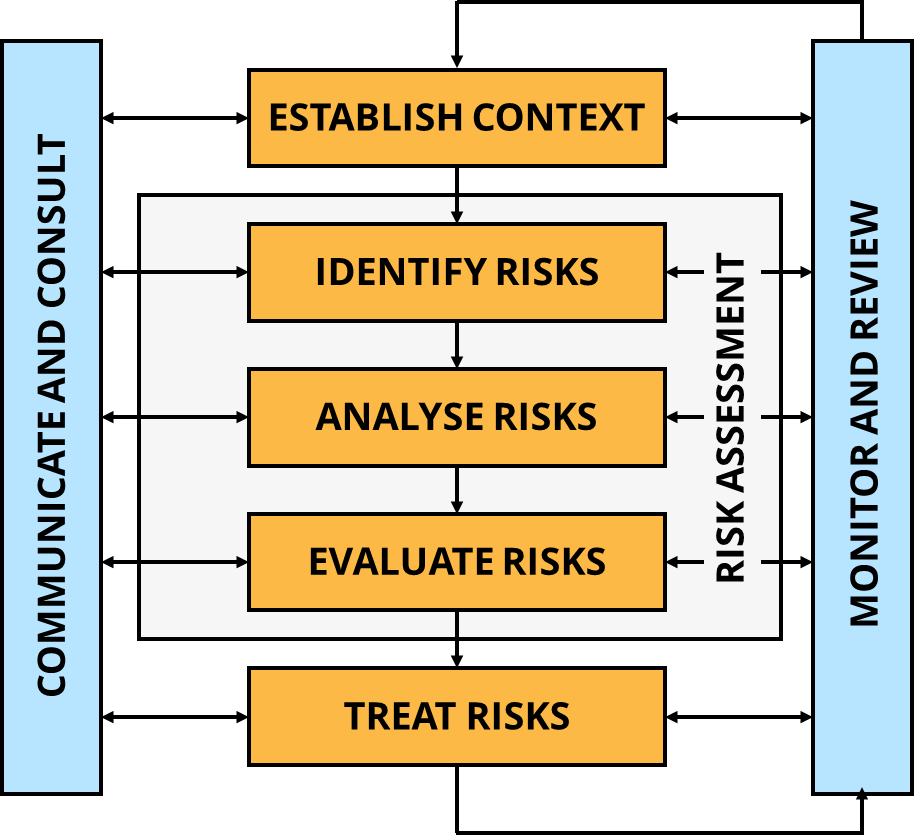 COMMUNICATE AND CONSULT
ESTABLISH CONTEXT
IDENTIFY RISKS
ANALYSE RISKS
EVALUATE RISKS
TREAT RISKS
RISK ASSESSMENT
MONITOR AND REVIEW